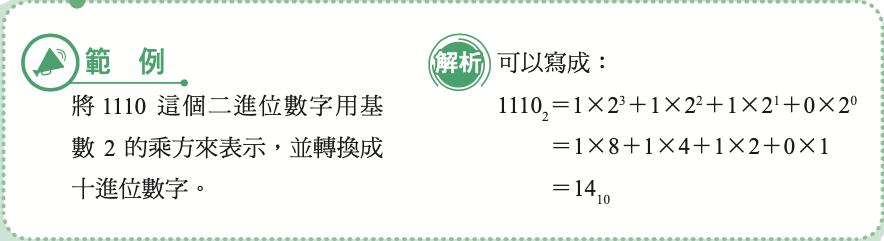 範 例
將 1110 這個二進位數字用基
數 2 的乘方來表示，並轉換成
十進位數字。
解析
可以寫成：
1110₂＝1×2³＋1×2²＋1×2¹＋0×2⁰
＝1×8＋1×4＋1×2＋0×1
＝14₁₀